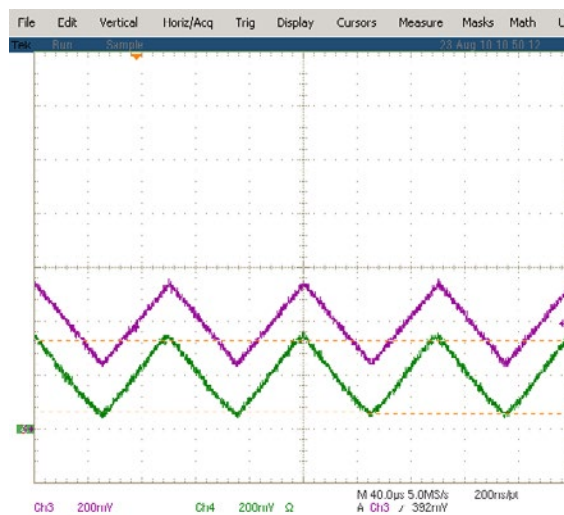 File Edit Vertical Horiz/Acq Trig Display Cursors Measure Masks Math U
Tek Run Sample 23 Aug 10 10:50:12
M 40.0µs 5.0MS/s 200ns/pt
Ch3 200mV Ch4 200mV Ω A Ch3 / 392mV